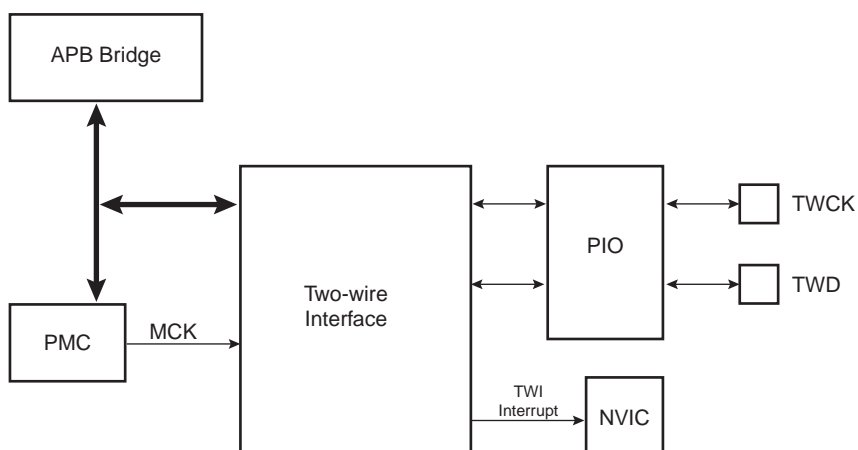 APB Bridge
TWCK
PIO
Two-wire
Interface
TWD
PMC
MCK
TWI
Interrupt
NVIC